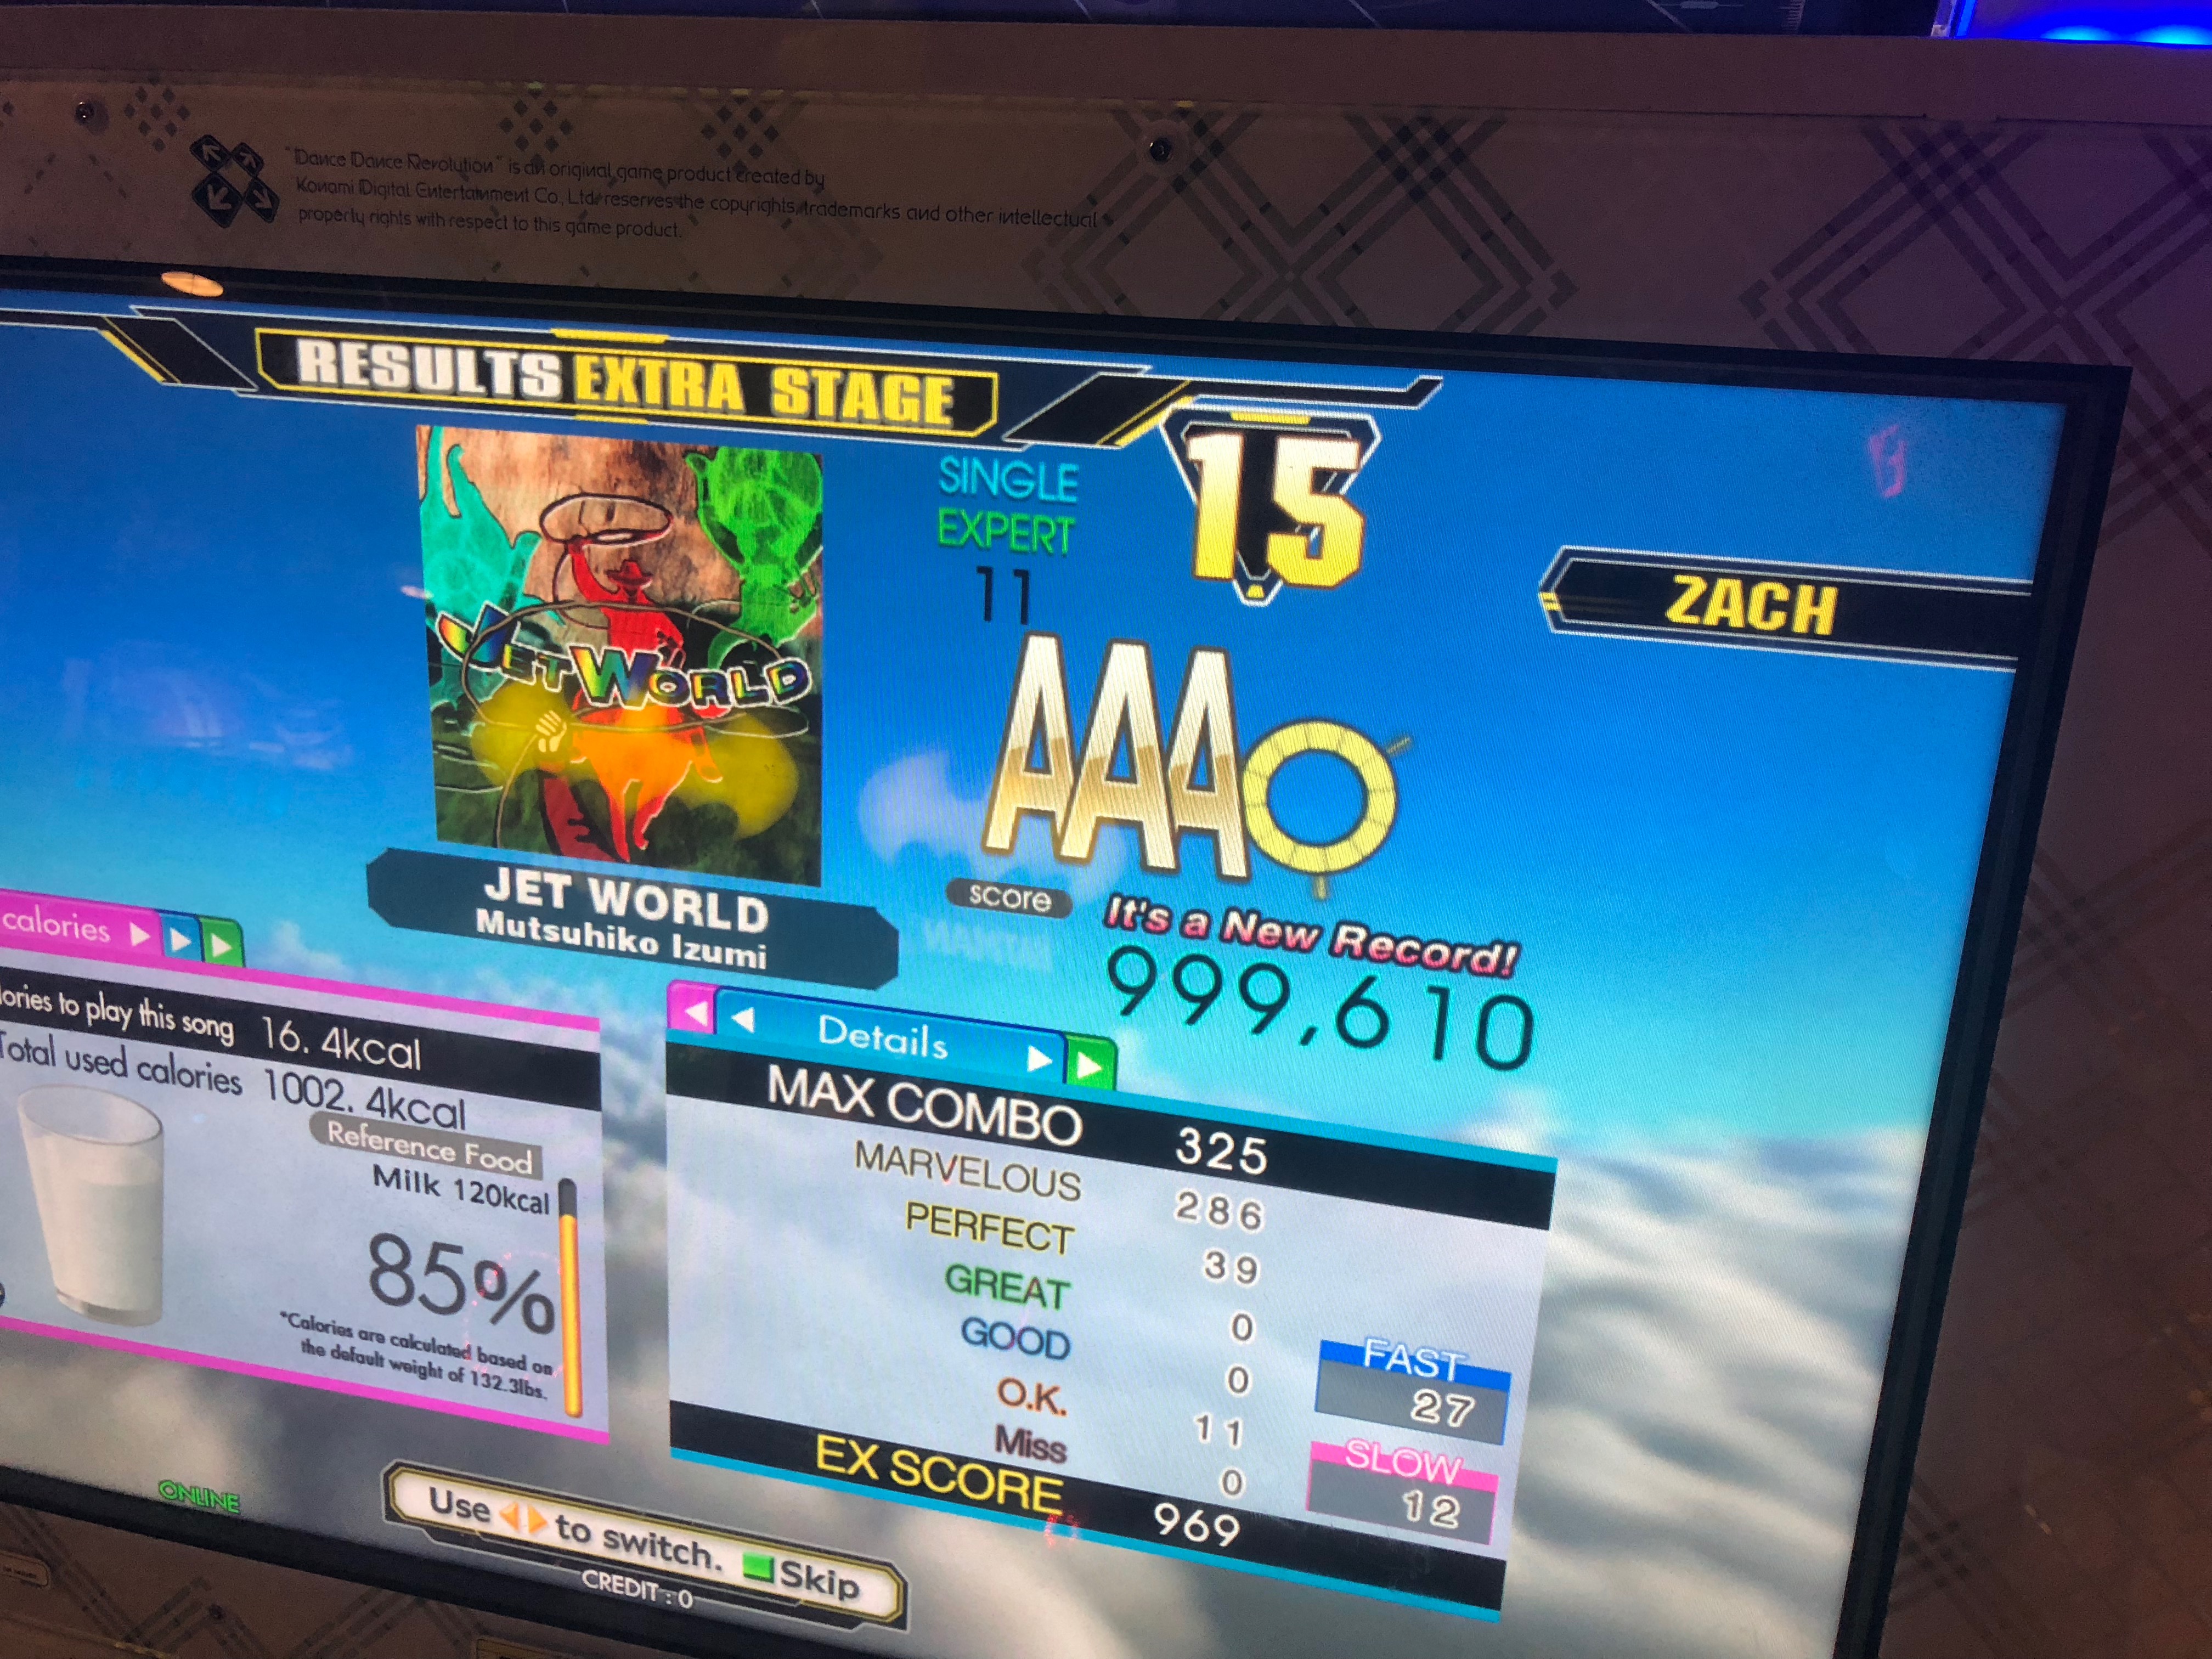 "Dance Dance Revolution" is an original game product created by
Konami Digital Entertainment Co., Ltd. reserves the copyrights, trademarks and other intellectual
properly rights with respect to this game product.
RESULTS EXTRA STAGE
SINGLE
EXPERT
11
15
ZACH
JET WORLD
AAA
JET WORLD
Mutsuhiko Izumi
score
It's a New Record!
999,610
calories
lories to play this song 16.4kcal
Total used calories 1002.4kcal
Reference Food
Milk 120kcal
85%
*Calories are calculated based on
the default weight of 132.3lbs.
Details
MAX COMBO 325
MARVELOUS 286
PERFECT 39
GREAT 0
GOOD 0
O.K. 11
Miss 0
EX SCORE 969
FAST
27
SLOW
12
ONLINE
Use to switch. Skip
CREDIT : 0